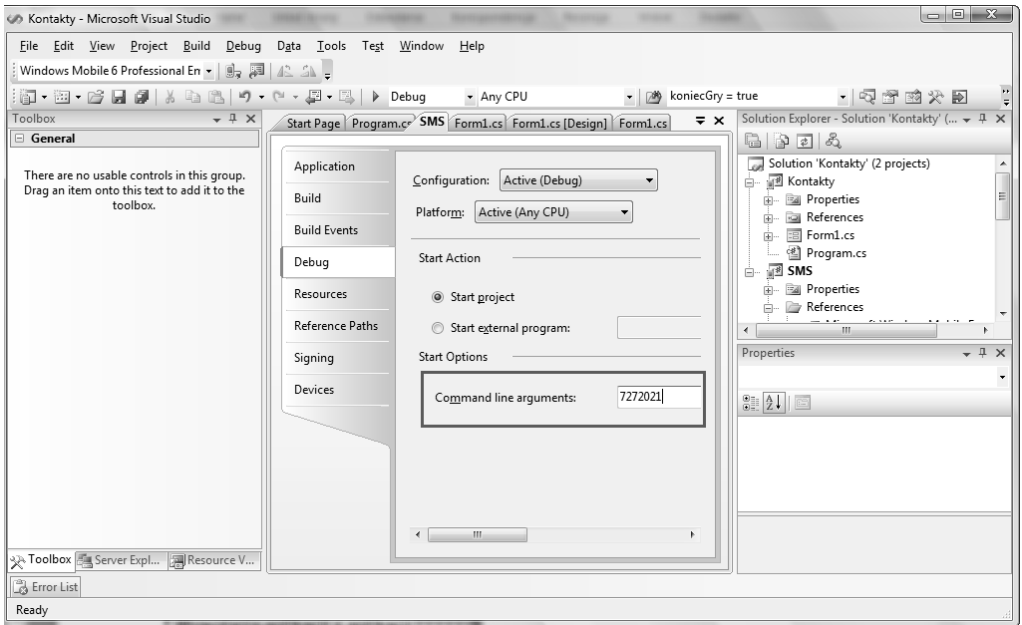 Kontakty - Microsoft Visual Studio
File Edit View Project Build Debug Data Tools Test Window Help
Windows Mobile 6 Professional En
Debug Any CPU koniecGry = true
Toolbox
General
There are no usable controls in this group.
Drag an item onto this text to add it to the
toolbox.
Toolbox Server Expl... Resource V...
Start Page Program.cs SMS Form1.cs Form1.cs [Design] Form1.cs
Application
Build
Build Events
Debug
Resources
Reference Paths
Signing
Devices
Configuration: Active (Debug)
Platform: Active (Any CPU)
Start Action
Start project
Start external program:
Start Options
Command line arguments: 7272021
Solution Explorer - Solution 'Kontakty' (...
Solution 'Kontakty' (2 projects)
Kontakty
Properties
References
Form1.cs
Program.cs
SMS
Properties
References
Properties
Error List
Ready